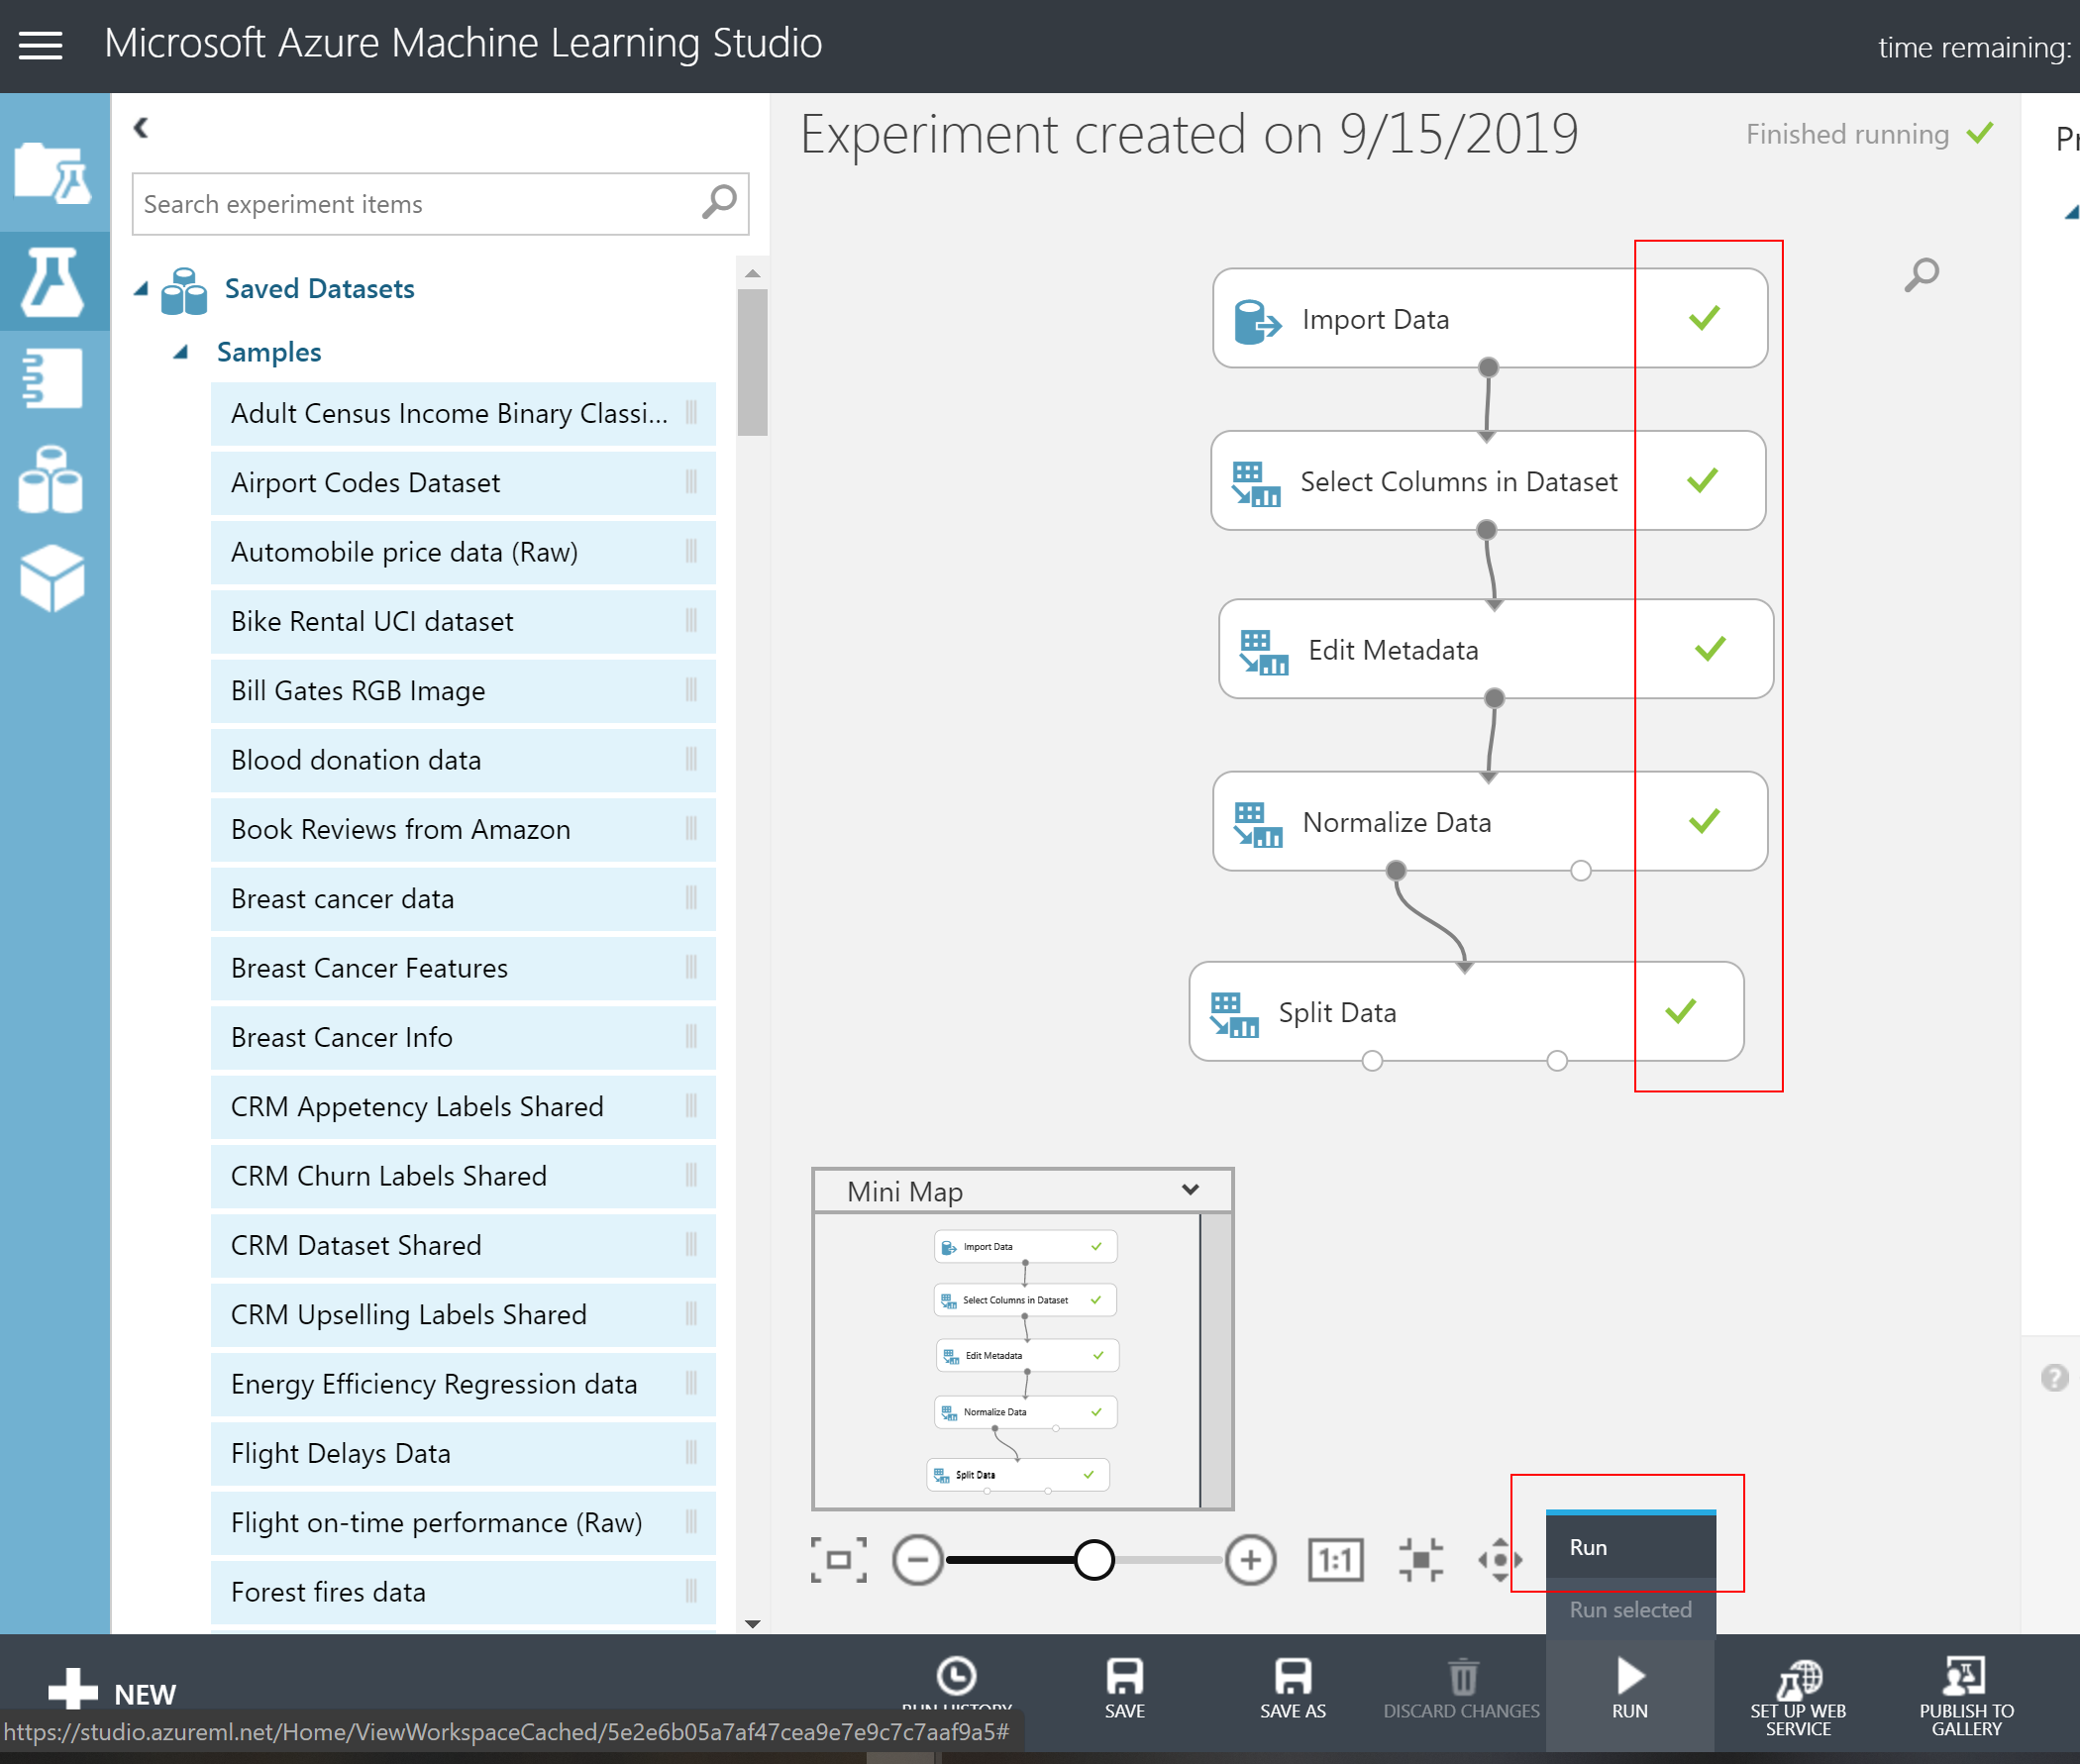 Microsoft Azure Machine Learning Studio
time remaining:
Search experiment items
Saved Datasets
Samples
Adult Census Income Binary Classi...
Airport Codes Dataset
Automobile price data (Raw)
Bike Rental UCI dataset
Bill Gates RGB Image
Blood donation data
Book Reviews from Amazon
Breast cancer data
Breast Cancer Features
Breast Cancer Info
CRM Appetency Labels Shared
CRM Churn Labels Shared
CRM Dataset Shared
CRM Upselling Labels Shared
Energy Efficiency Regression data
Flight Delays Data
Flight on-time performance (Raw)
Forest fires data
Experiment created on 9/15/2019
Finished running
Pr
Import Data
Select Columns in Dataset
Edit Metadata
Normalize Data
Split Data
Mini Map
Import Data
Select Columns in Dataset
Edit Metadata
Normalize Data
Split Data
1:1
Run
Run selected
NEW
RUN HISTORY
SAVE
SAVE AS
DISCARD CHANGES
RUN
SET UP WEB
SERVICE
PUBLISH TO
GALLERY
https://studio.azureml.net/Home/ViewWorkspaceCached/5e2e6b05a7af47cea9e7e9c7c7aaf9a5#